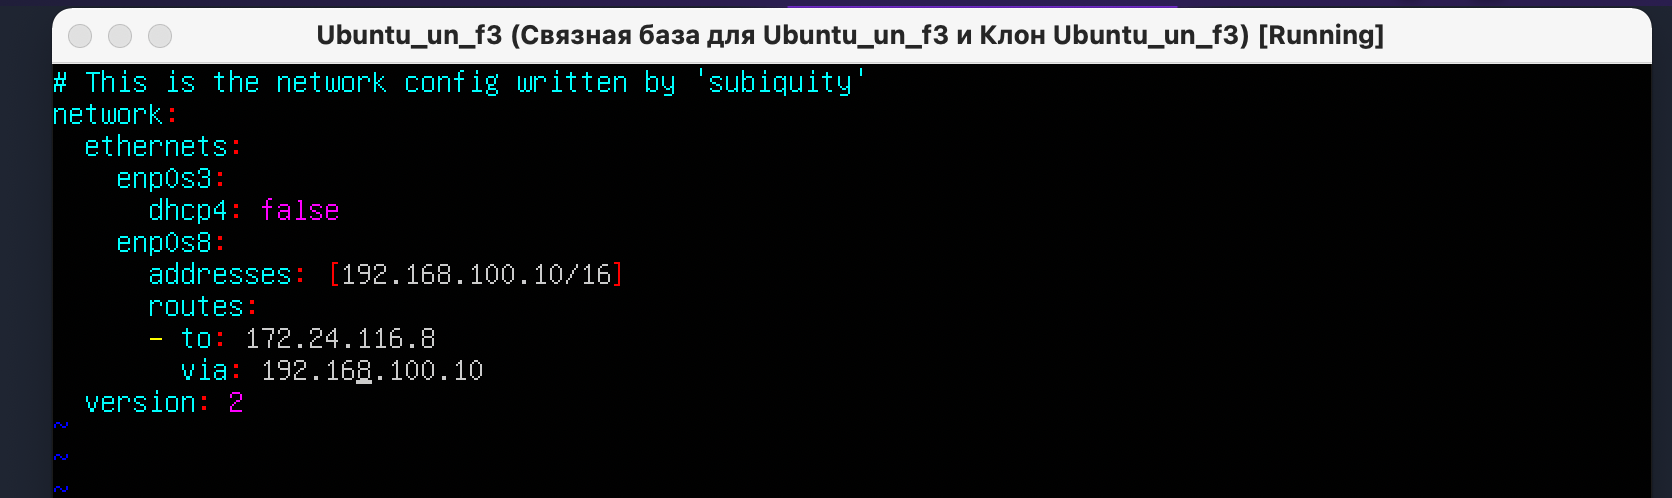 Ubuntu_un_f3 (Связная база для Ubuntu_un_f3 и Клон Ubuntu_un_f3) [Running]
# This is the network config written by 'subiquity'
network:
  ethernets:
    enp0s3:
      dhcp4: false
    enp0s8:
      addresses: [192.168.100.10/16]
      routes:
      - to: 172.24.116.8
        via: 192.168.100.10
  version: 2
~
~
~